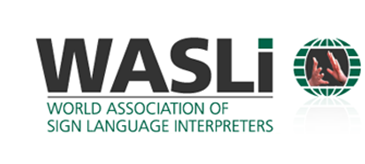 WASLi
WORLD ASSOCIATION OF
SIGN LANGUAGE INTERPRETERS